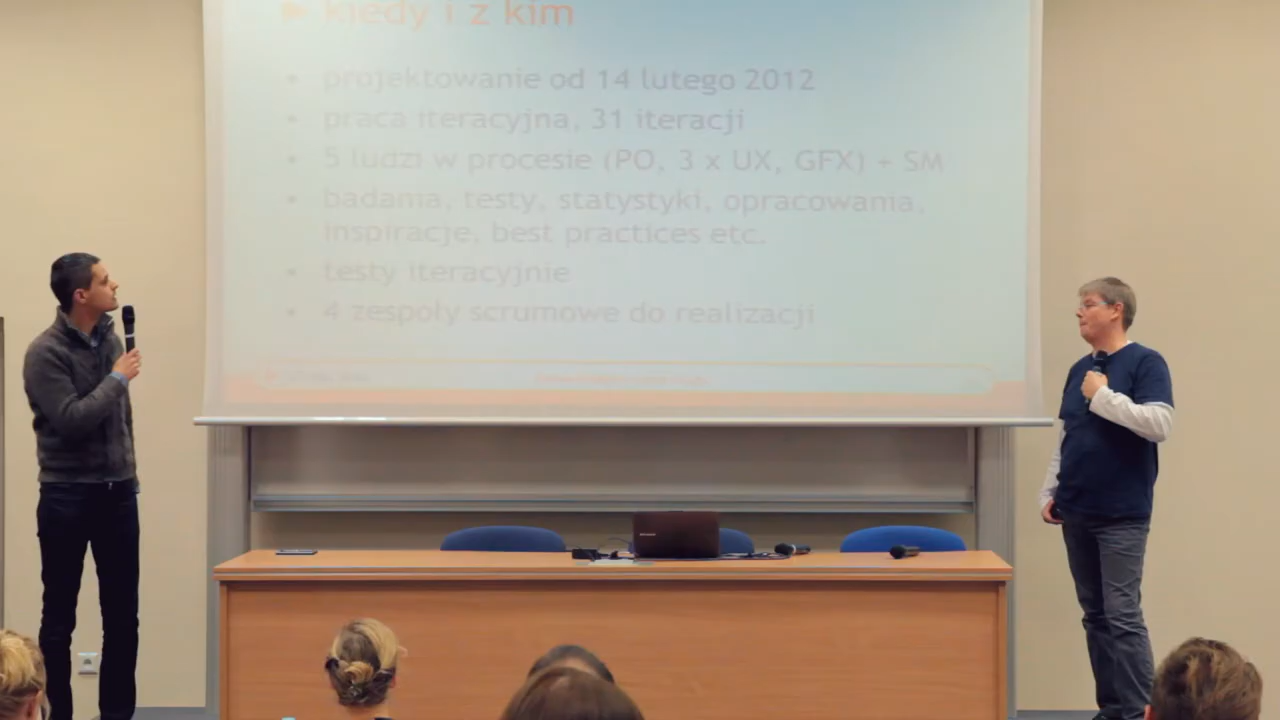 kiedy i z kim
• projektowanie od 14 lutego 2012
• praca iteracyjna, 31 iteracji
• 5 ludzi w procesie (PO, 3 x UX, GFX) + SM
• badania, testy, statystyki, opracowania,
inspiracje, best practices etc.
• testy iteracyjnie
• 4 zespoły scrumowe do realizacji